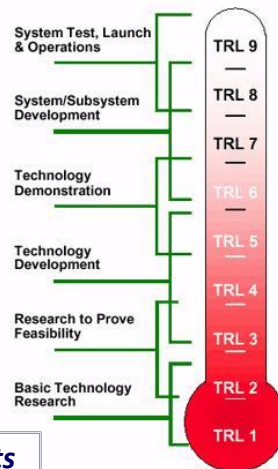 System Test, Launch
& Operations
System/Subsystem
Development
Technology
Demonstration
Technology
Development
Research to Prove
Feasibility
Basic Technology
Research
TRL 9
TRL 8
TRL 7
TRL 6
TRL 5
TRL 4
TRL 3
TRL 2
TRL 1